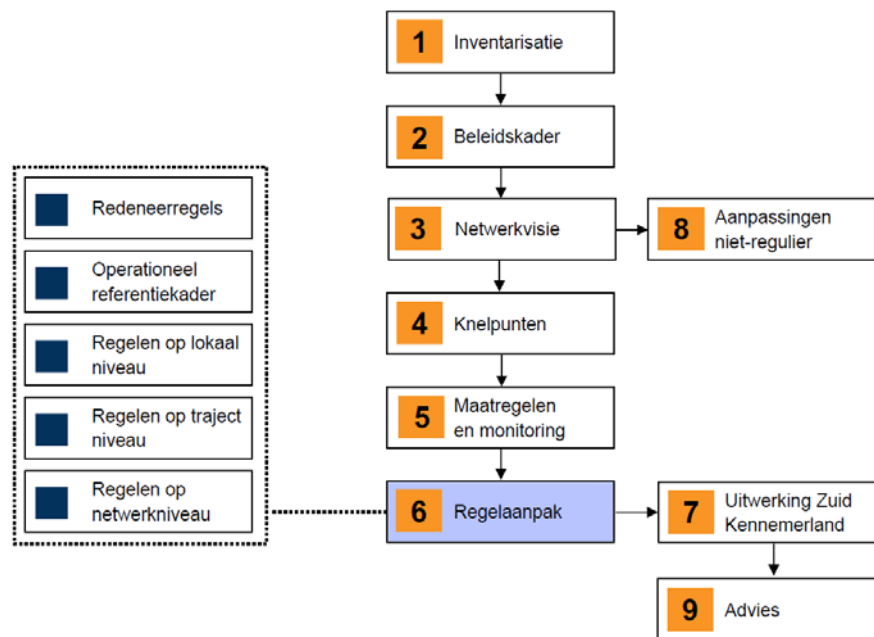 1 Inventarisatie
2 Beleidskader
3 Netwerkvisie
8 Aanpassingen
niet-regulier
4 Knelpunten
5 Maatregelen
en monitoring
6 Regelaanpak
7 Uitwerking Zuid
Kennemerland
9 Advies
Redeneerregels
Operationeel
referentiekader
Regelen op lokaal
niveau
Regelen op traject
niveau
Regelen op
netwerkniveau